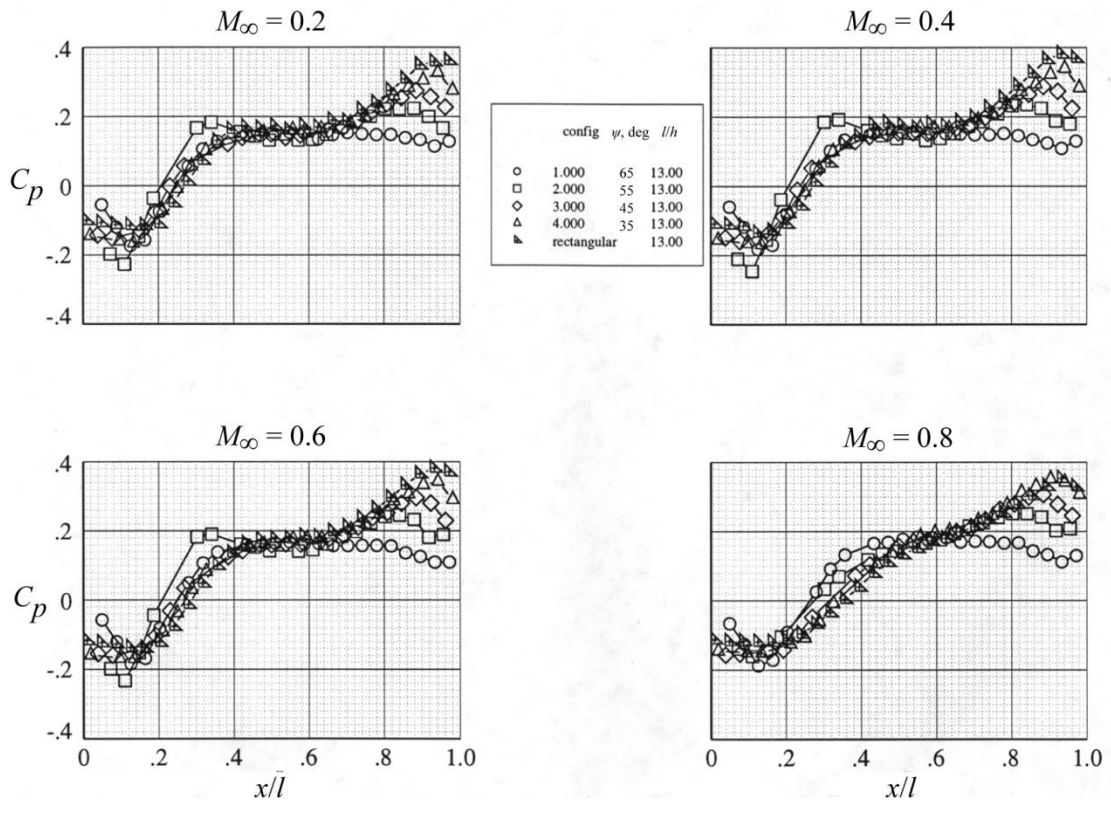 M∞ = 0.2
M∞ = 0.4
.4
.2
0
-.2
-.4
Cp
config ψ, deg l/h
1.000 65 13.00
2.000 55 13.00
3.000 45 13.00
4.000 35 13.00
rectangular 13.00
M∞ = 0.6
M∞ = 0.8
.4
.2
0
-.2
-.4
Cp
0 .2 .4 .6 .8 1.0
x/l̄
0 .2 .4 .6 .8 1.0
x/l̄